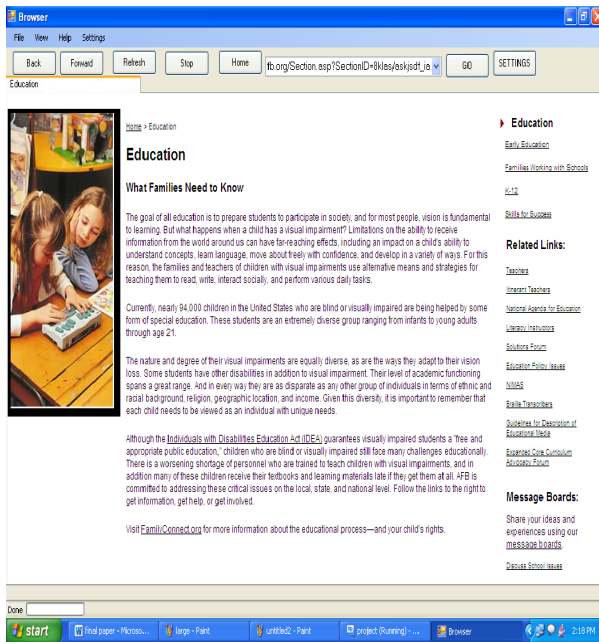 Browser
File View Help Settings
Back Forward Refresh Stop Home fb.org/Section.asp?SectionID=8klas/askjsdf_ia GO SETTINGS
Education
Home > Education
Education
What Families Need to Know
The goal of all education is to prepare students to participate in society, and for most people, vision is fundamental
to learning. But what happens when a child has a visual impairment? Limitations on the ability to receive
information from the world around us can have far-reaching effects, including an impact on a child's ability to
understand concepts, learn language, move about freely with confidence, and develop in a variety of ways. For this
reason, the families and teachers of children with visual impairments use alternative means and strategies for
teaching them to read, write, interact socially, and perform various daily tasks.
Currently, nearly 94,000 children in the United States who are blind or visually impaired are being helped by some
form of special education. These students are an extremely diverse group ranging from infants to young adults
through age 21.
The nature and degree of their visual impairments are equally diverse, as are the ways they adapt to their vision
loss. Some students have other disabilities in addition to visual impairment. Their level of academic functioning
spans a great range. And in every way they are as disparate as any other group of individuals in terms of ethnic and
racial background, religion, geographic location, and income. Given this diversity, it is important to remember that
each child needs to be viewed as an individual with unique needs.
Although the Individuals with Disabilities Education Act (IDEA) guarantees visually impaired students a "free and
appropriate public education," children who are blind or visually impaired still face many challenges educationally.
There is a worsening shortage of personnel who are trained to teach children with visual impairments, and in
addition many of these children receive their textbooks and learning materials late if they get them at all. AFB is
committed to addressing these critical issues on the local, state, and national level. Follow the links to the right to
get information, get help, or get involved.
Visit FamilyConnect.org for more information about the educational process—and your child's rights.
Education
Early Education
Families Working with Schools
K-12
Skills for Success
Related Links:
Teachers
Itinerant Teachers
National Agenda for Education
Literacy Instructors
Solutions Forum
Education Policy Issues
NIMAS
Braille Transcribers
Guidelines for Description of
Educational Media
Expanded Core Curriculum
Advocacy Forum
Message Boards:
Share your ideas and
experiences using our
message boards.
Discuss School Issues
Done
start final paper - Microso... large - Paint untitled2 - Paint project (Running) - ... Browser 2:18 PM